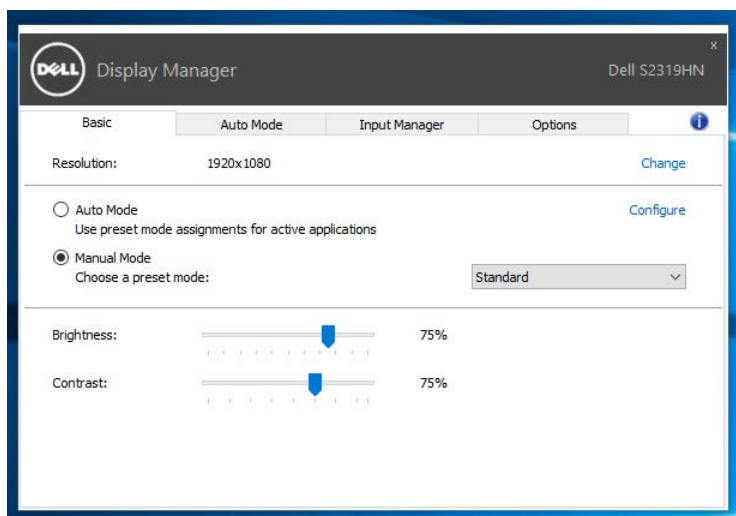 DELL
Display Manager
x
Dell S2319HN
Basic
Auto Mode
Input Manager
Options
i
Resolution:
1920x1080
Change
Auto Mode
Configure
Use preset mode assignments for active applications
Manual Mode
Choose a preset mode:
Standard
Brightness:
75%
Contrast:
75%